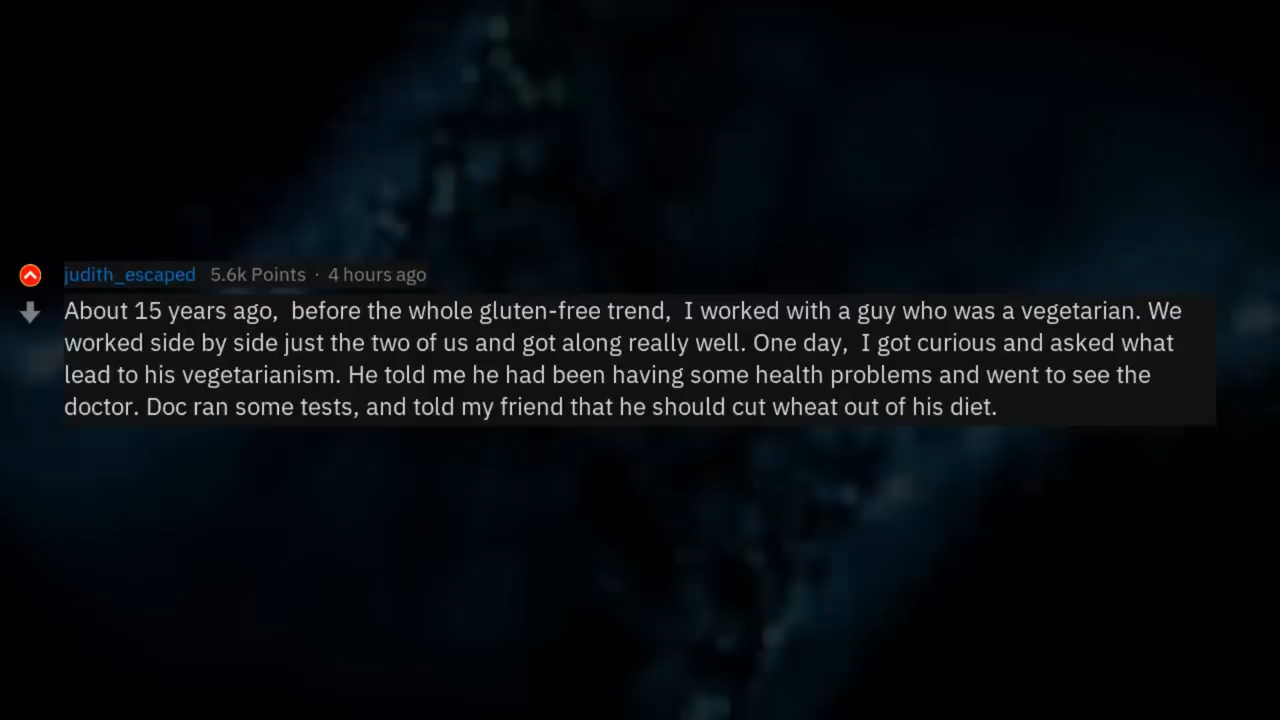 judith_escaped 5.6k Points · 4 hours ago
About 15 years ago, before the whole gluten-free trend, I worked with a guy who was a vegetarian. We
worked side by side just the two of us and got along really well. One day, I got curious and asked what
lead to his vegetarianism. He told me he had been having some health problems and went to see the
doctor. Doc ran some tests, and told my friend that he should cut wheat out of his diet.